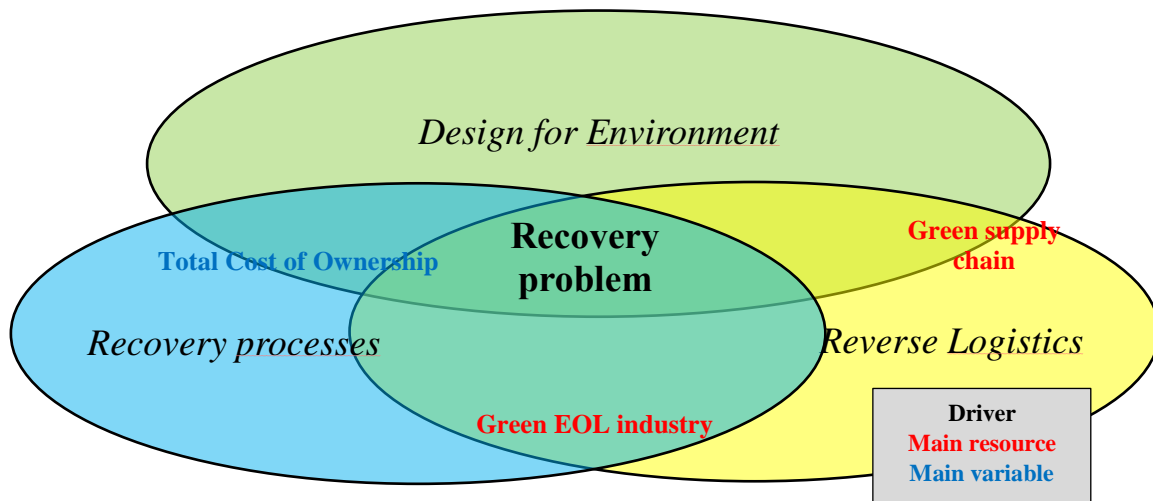 Design for Environment
Recovery
problem
Green supply
chain
Total Cost of Ownership
Recovery processes
Reverse Logistics
Green EOL industry
Driver
Main resource
Main variable